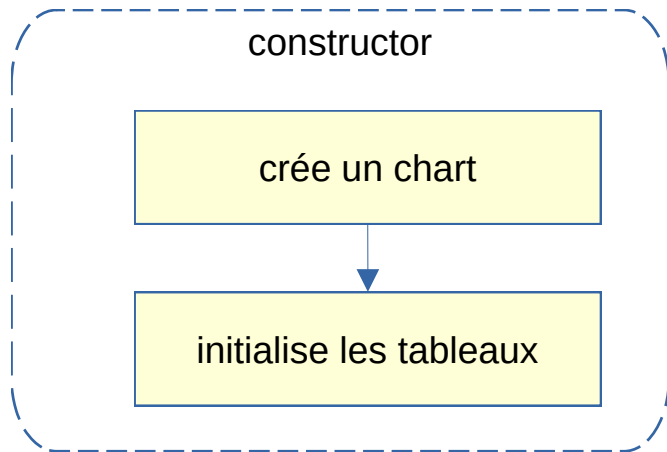 constructor
crée un chart
initialise les tableaux